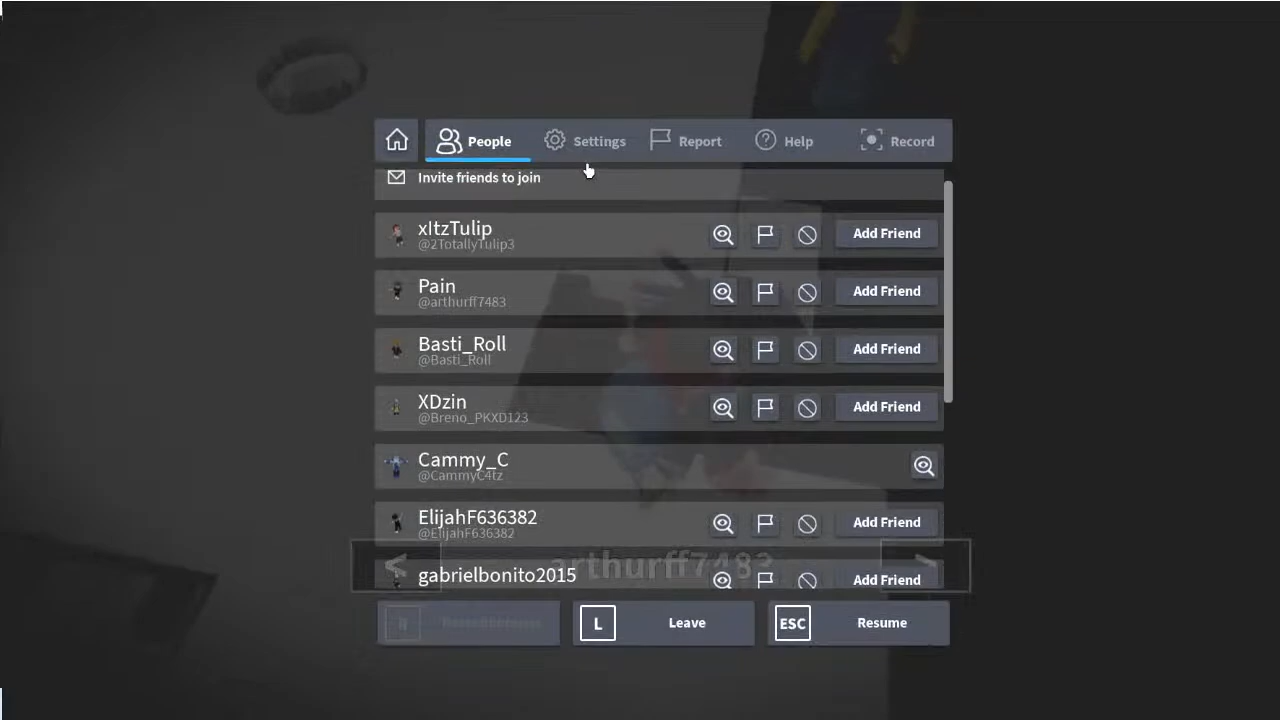 People Settings Report Help Record
Invite friends to join
xItzTulip
@2TotallyTulip3
Add Friend
Pain
@arthurff7483
Add Friend
Basti_Roll
@Basti_Roll
Add Friend
XDzin
@Breno_PKXD123
Add Friend
Cammy_C
@CammyC4tz
ElijahF636382
@ElijahF636382
Add Friend
< arthurff7483 >
gabrielbonito2015
Add Friend
L Leave
ESC Resume